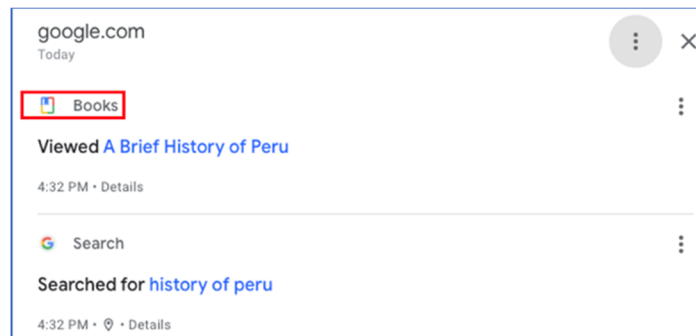 google.com
Today
Books
Viewed A Brief History of Peru
4:32 PM • Details
Search
Searched for history of peru
4:32 PM • • Details